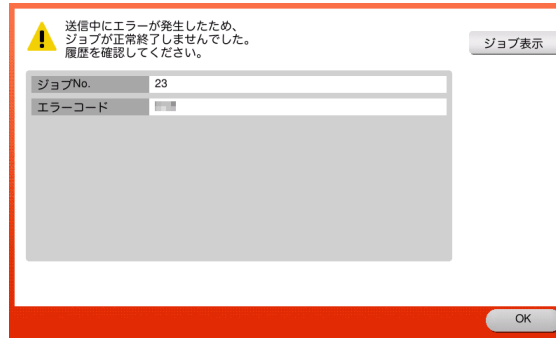 送信中にエラーが発生したため、
ジョブが正常終了しませんでした。
履歴を確認してください。
ジョブ表示
ジョブNo. 23
エラーコード
OK